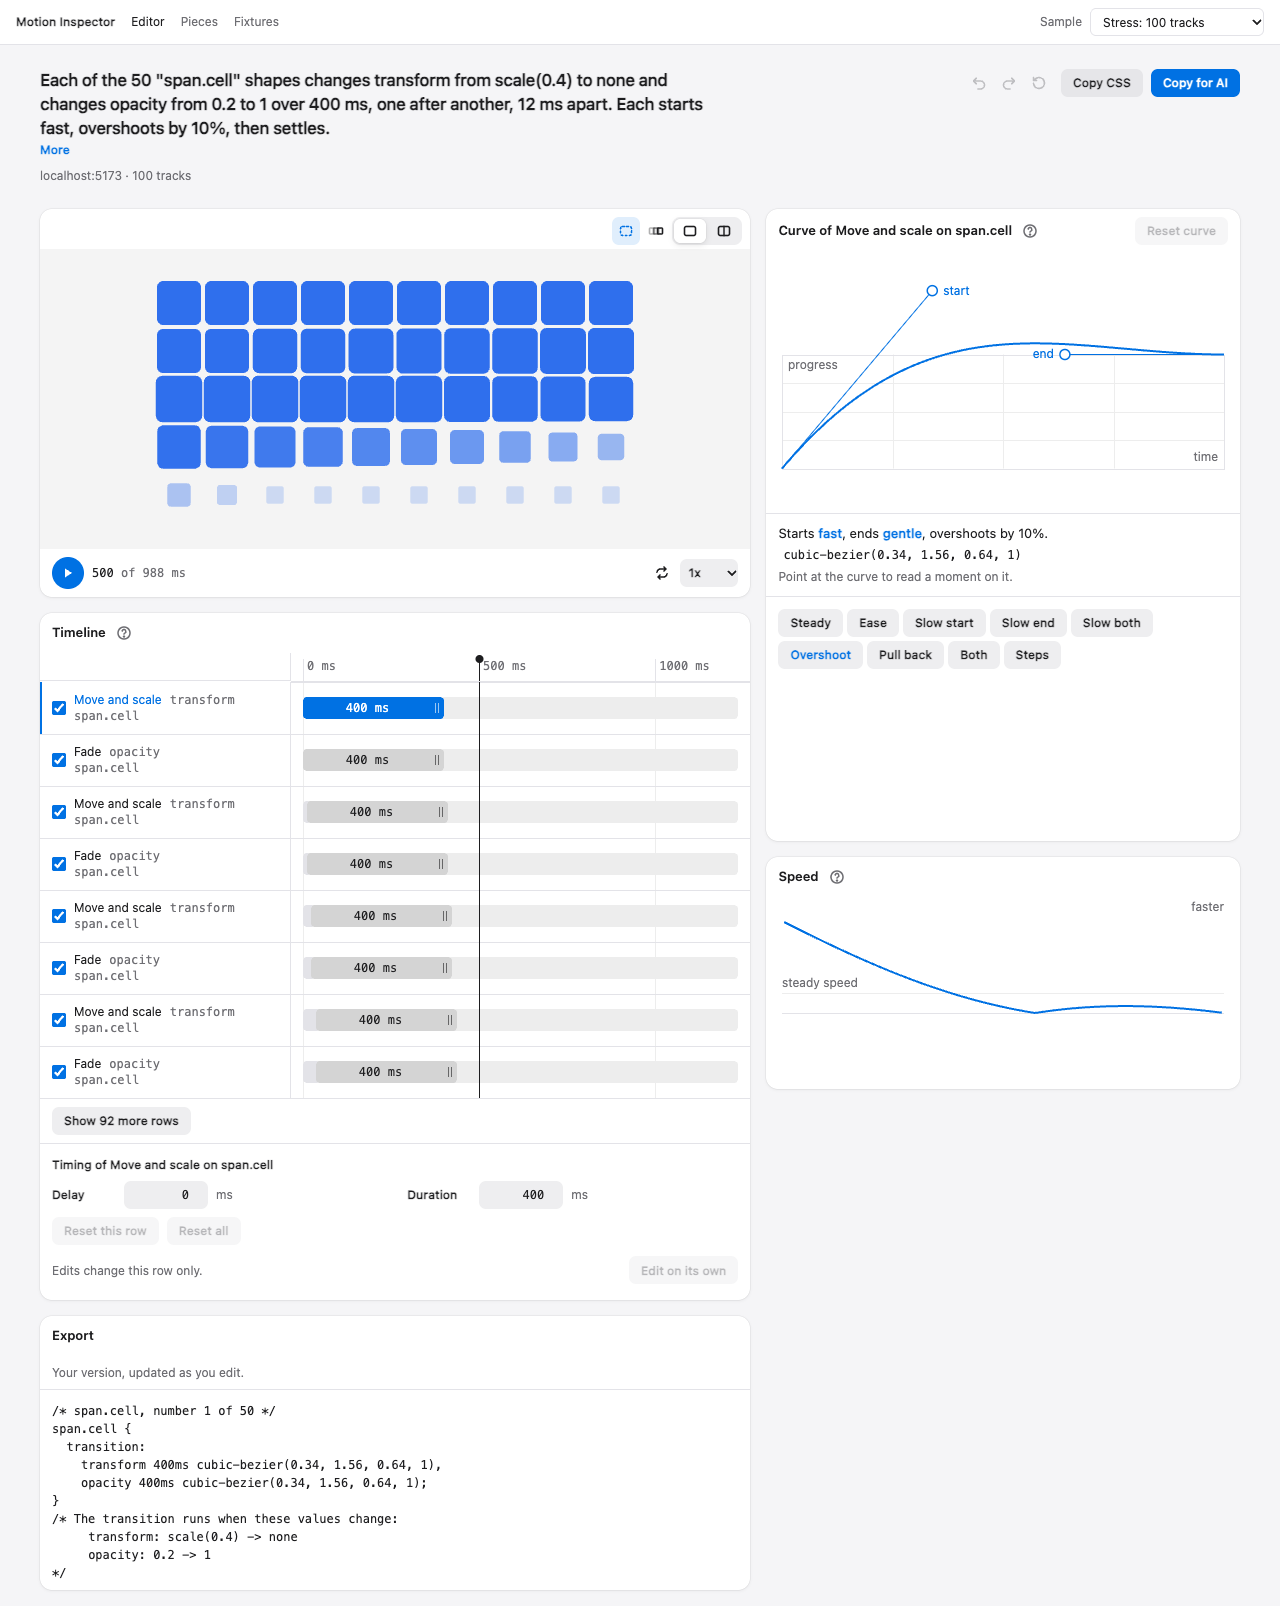 Motion Inspector Editor Pieces Fixtures
Sample Stress: 100 tracks
Each of the 50 "span.cell" shapes changes transform from scale(0.4) to none and
changes opacity from 0.2 to 1 over 400 ms, one after another, 12 ms apart. Each starts
fast, overshoots by 10%, then settles.
More
localhost:5173 · 100 tracks
Copy CSS Copy for AI
500 of 988 ms
1x
Timeline
0 ms 500 ms 1000 ms
Move and scale transform
span.cell
400 ms
Fade opacity
span.cell
400 ms
Move and scale transform
span.cell
400 ms
Fade opacity
span.cell
400 ms
Move and scale transform
span.cell
400 ms
Fade opacity
span.cell
400 ms
Move and scale transform
span.cell
400 ms
Fade opacity
span.cell
400 ms
Show 92 more rows
Timing of Move and scale on span.cell
Delay 0 ms Duration 400 ms
Reset this row Reset all
Edits change this row only. Edit on its own
Export
Your version, updated as you edit.
/* span.cell, number 1 of 50 */
span.cell {
  transition:
    transform 400ms cubic-bezier(0.34, 1.56, 0.64, 1),
    opacity 400ms cubic-bezier(0.34, 1.56, 0.64, 1);
}
/* The transition runs when these values change:
     transform: scale(0.4) -> none
     opacity: 0.2 -> 1
*/
Curve of Move and scale on span.cell Reset curve
start
end
progress
time
Starts fast, ends gentle, overshoots by 10%.
cubic-bezier(0.34, 1.56, 0.64, 1)
Point at the curve to read a moment on it.
Steady Ease Slow start Slow end Slow both
Overshoot Pull back Both Steps
Speed
faster
steady speed